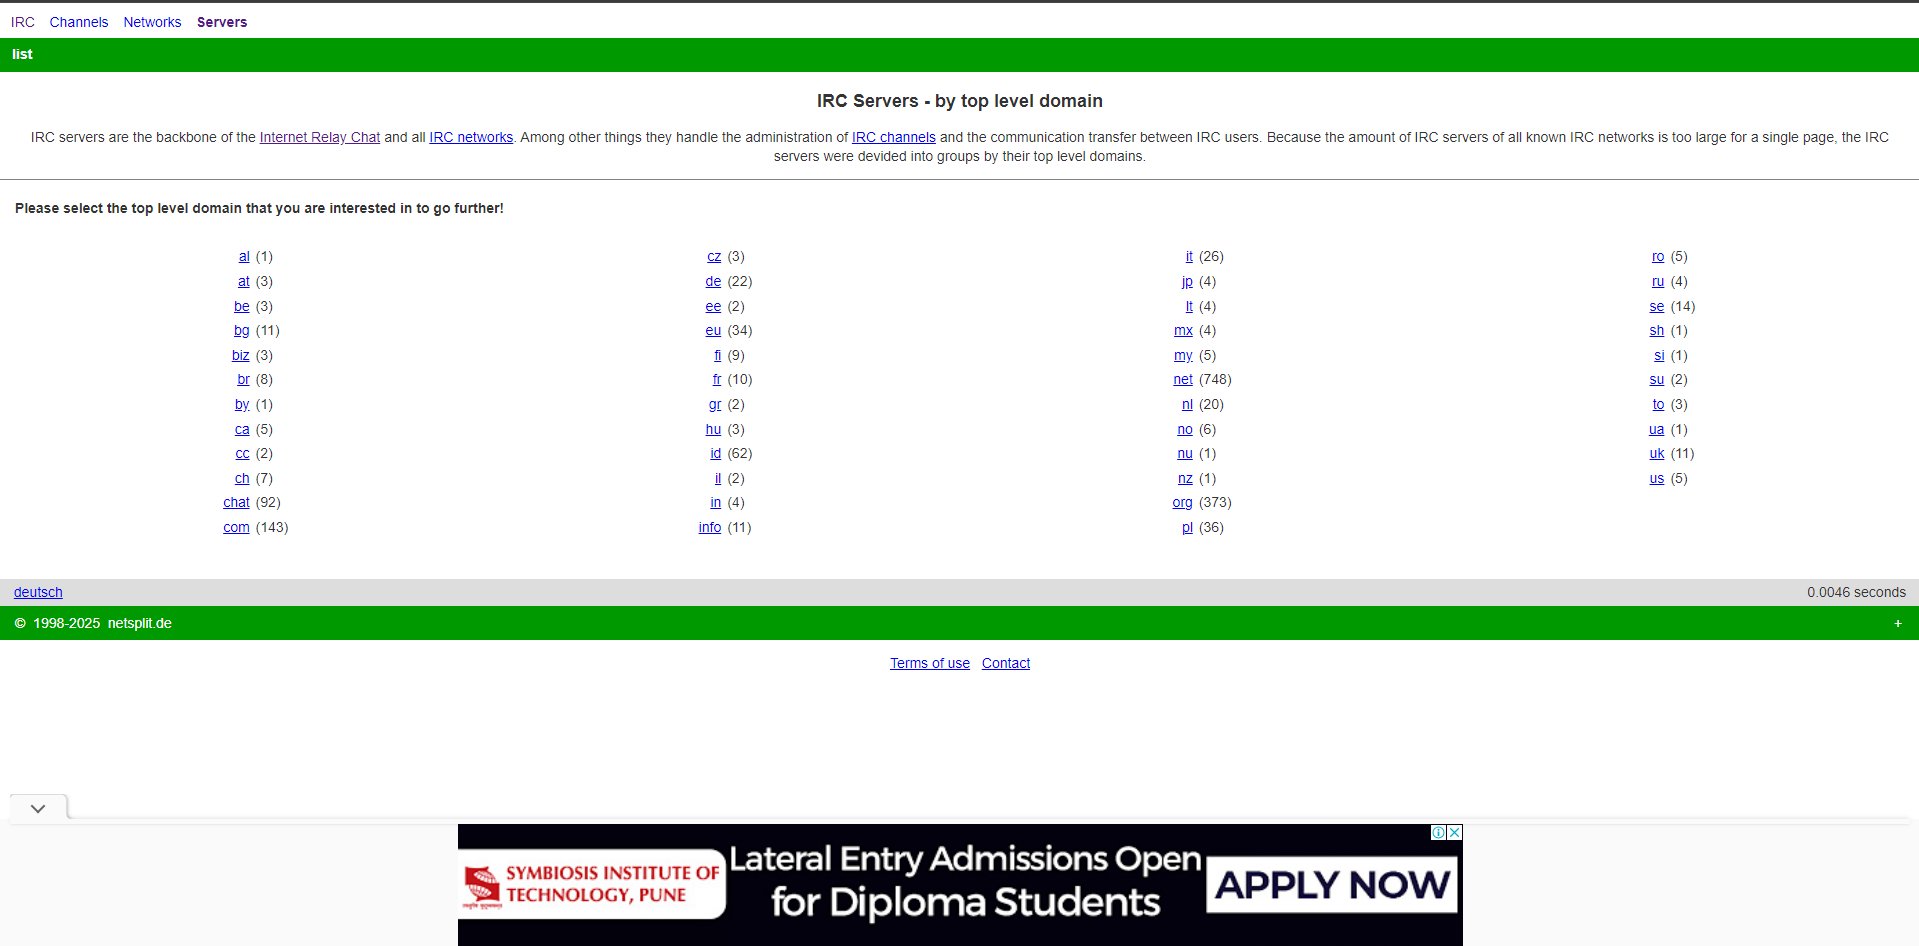 IRC Channels Networks Servers
list
IRC Servers - by top level domain
IRC servers are the backbone of the Internet Relay Chat and all IRC networks. Among other things they handle the administration of IRC channels and the communication transfer between IRC users. Because the amount of IRC servers of all known IRC networks is too large for a single page, the IRC
servers were devided into groups by their top level domains.
Please select the top level domain that you are interested in to go further!
al (1) cz (3) it (26) ro (5)
at (3) de (22) jp (4) ru (4)
be (3) ee (2) lt (4) se (14)
bg (11) eu (34) mx (4) sh (1)
biz (3) fi (9) my (5) si (1)
br (8) fr (10) net (748) su (2)
by (1) gr (2) nl (20) to (3)
ca (5) hu (3) no (6) ua (1)
cc (2) id (62) nu (1) uk (11)
ch (7) il (2) nz (1) us (5)
chat (92) in (4) org (373)
com (143) info (11) pl (36)
deutsch 0.0046 seconds
© 1998-2025 netsplit.de +
Terms of use Contact
SYMBIOSIS INSTITUTE OF
TECHNOLOGY, PUNE
Lateral Entry Admissions Open
for Diploma Students
APPLY NOW